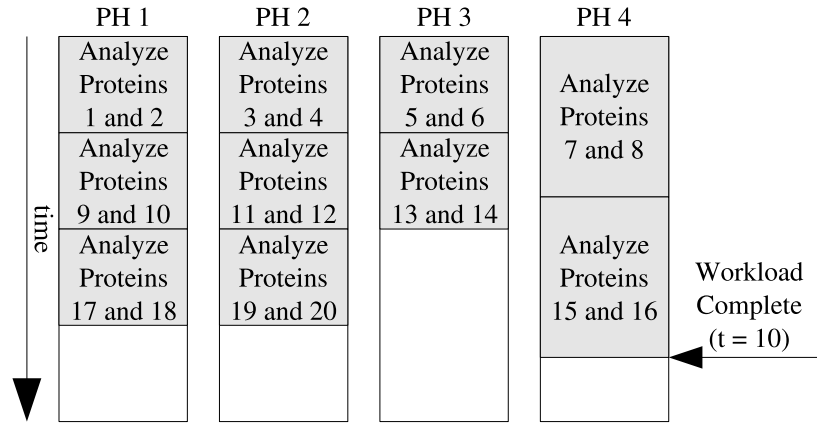 PH 1
PH 2
PH 3
PH 4
Analyze
Proteins
1 and 2
Analyze
Proteins
3 and 4
Analyze
Proteins
5 and 6
Analyze
Proteins
7 and 8
Analyze
Proteins
9 and 10
Analyze
Proteins
11 and 12
Analyze
Proteins
13 and 14
Analyze
Proteins
15 and 16
Analyze
Proteins
17 and 18
Analyze
Proteins
19 and 20
time
Workload
Complete
(t = 10)